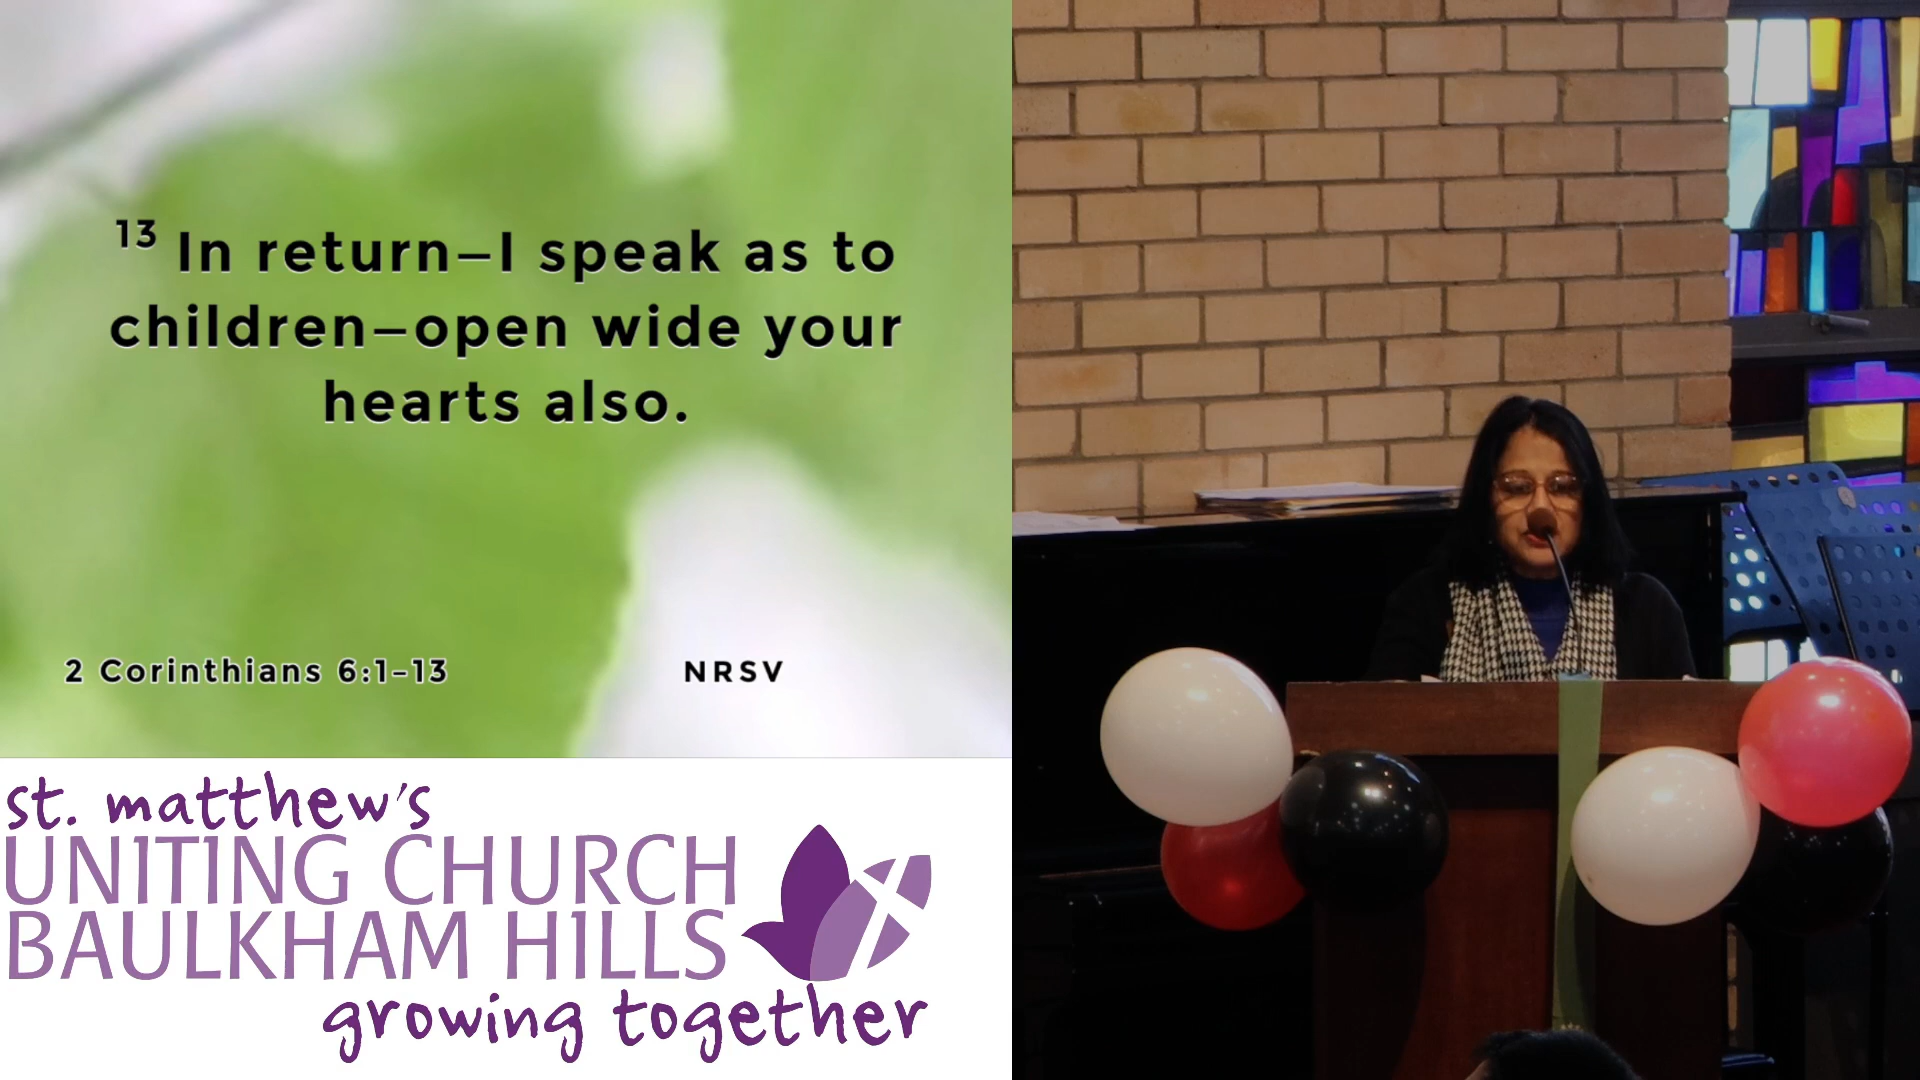 13 In return—I speak as to
children—open wide your
hearts also.
2 Corinthians 6:1–13 NRSV
st. matthew's
UNITING CHURCH
BAULKHAM HILLS
growing together